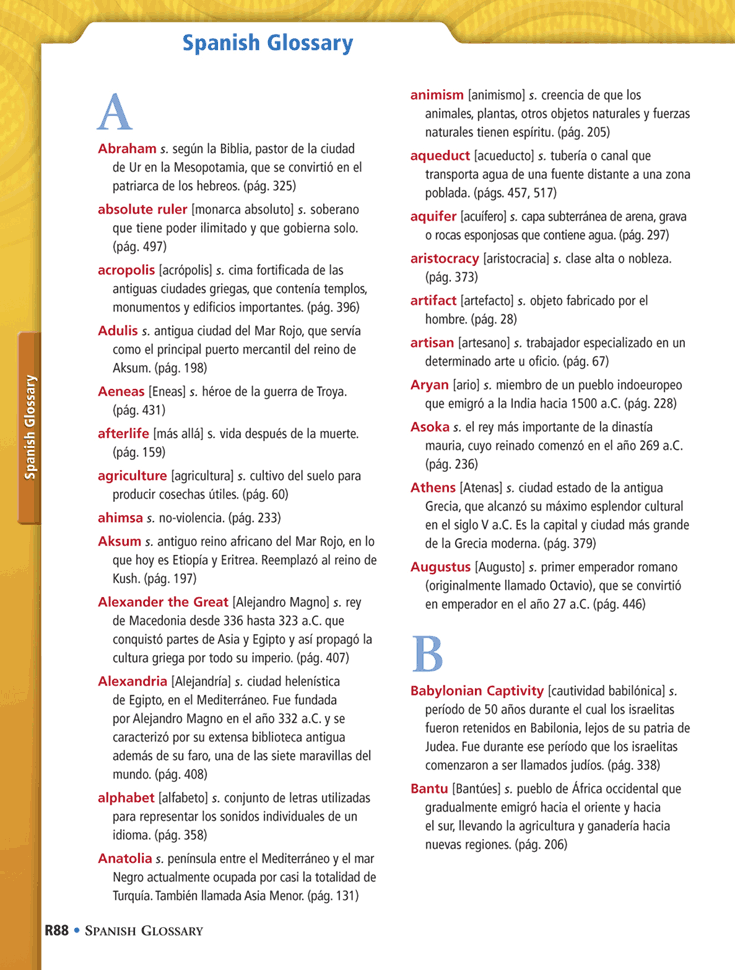 Spanish Glossary
A
Abraham s. según la Biblia, pastor de la ciudad
de Ur en la Mesopotamia, que se convirtió en el
patriarca de los hebreos. (pág. 325)
absolute ruler [monarca absoluto] s. soberano
que tiene poder ilimitado y que gobierna solo.
(pág. 497)
acropolis [acrópolis] s. cima fortificada de las
antiguas ciudades griegas, que contenía templos,
monumentos y edificios importantes. (pág. 396)
Adulis s. antigua ciudad del Mar Rojo, que servía
como el principal puerto mercantil del reino de
Aksum. (pág. 198)
Aeneas [Eneas] s. héroe de la guerra de Troya.
(pág. 431)
afterlife [más allá] s. vida después de la muerte.
(pág. 159)
agriculture [agricultura] s. cultivo del suelo para
producir cosechas útiles. (pág. 60)
ahimsa s. no-violencia. (pág. 233)
Aksum s. antiguo reino africano del Mar Rojo, en lo
que hoy es Etiopía y Eritrea. Reemplazó al reino de
Kush. (pág. 197)
Alexander the Great [Alejandro Magno] s. rey
de Macedonia desde 336 hasta 323 a.C. que
conquistó partes de Asia y Egipto y así propagó la
cultura griega por todo su imperio. (pág. 407)
Alexandria [Alejandría] s. ciudad helenística
de Egipto, en el Mediterráneo. Fue fundada
por Alejandro Magno en el año 332 a.C. y se
caracterizó por su extensa biblioteca antigua
además de su faro, una de las siete maravillas del
mundo. (pág. 408)
alphabet [alfabeto] s. conjunto de letras utilizadas
para representar los sonidos individuales de un
idioma. (pág. 358)
Anatolia s. península entre el Mediterráneo y el mar
Negro actualmente ocupada por casi la totalidad de
Turquía. También llamada Asia Menor. (pág. 131)
animism [animismo] s. creencia de que los
animales, plantas, otros objetos naturales y fuerzas
naturales tienen espíritu. (pág. 205)
aqueduct [acueducto] s. tubería o canal que
transporta agua de una fuente distante a una zona
poblada. (págs. 457, 517)
aquifer [acuífero] s. capa subterránea de arena, grava
o rocas esponjosas que contiene agua. (pág. 297)
aristocracy [aristocracia] s. clase alta o nobleza.
(pág. 373)
artifact [artefacto] s. objeto fabricado por el
hombre. (pág. 28)
artisan [artesano] s. trabajador especializado en un
determinado arte u oficio. (pág. 67)
Aryan [ario] s. miembro de un pueblo indoeuropeo
que emigró a la India hacia 1500 a.C. (pág. 228)
Asoka s. el rey más importante de la dinastía
mauria, cuyo reinado comenzó en el año 269 a.C.
(pág. 236)
Athens [Atenas] s. ciudad estado de la antigua
Grecia, que alcanzó su máximo esplendor cultural
en el siglo V a.C. Es la capital y ciudad más grande
de la Grecia moderna. (pág. 379)
Augustus [Augusto] s. primer emperador romano
(originalmente llamado Octavio), que se convirtió
en emperador en el año 27 a.C. (pág. 446)
B
Babylonian Captivity [cautividad babilónica] s.
período de 50 años durante el cual los israelitas
fueron retenidos en Babilonia, lejos de su patria de
Judea. Fue durante ese período que los israelitas
comenzaron a ser llamados judíos. (pág. 338)
Bantu [Bantúes] s. pueblo de África occidental que
gradualmente emigró hacia el oriente y hacia
el sur, llevando la agricultura y ganadería hacia
nuevas regiones. (pág. 206)
Spanish Glossary
R88 • SPANISH GLOSSARY